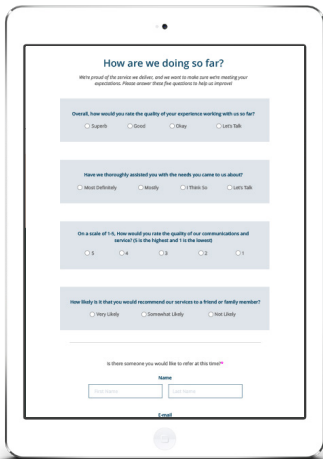 How are we doing so far?
We're proud of the service we deliver, and we want to make sure we're meeting your
expectations. Please answer these few questions to help us improve!
Overall, how would you rate the quality of your experience working with us so far?
Superb Good Okay Let's Talk
Have we thoroughly assisted you with the needs you came to us about?
Most Definitely Mostly I Think So Let's Talk
On a scale of 1-5, How would you rate the quality of our communications and
service? (5 is the highest and 1 is the lowest)
5 4 3 2 1
How likely is it that you would recommend our services to a friend or family member?
Very Likely Somewhat Likely Not Likely
Is there someone you would like to refer at this time?*
Name
First Name Last Name
E-mail